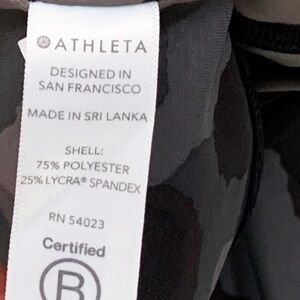 ATHLETA
DESIGNED IN
SAN FRANCISCO
MADE IN SRI LANKA
SHELL:
75% POLYESTER
25% LYCRA® SPANDEX
RN 54023
Certified
B